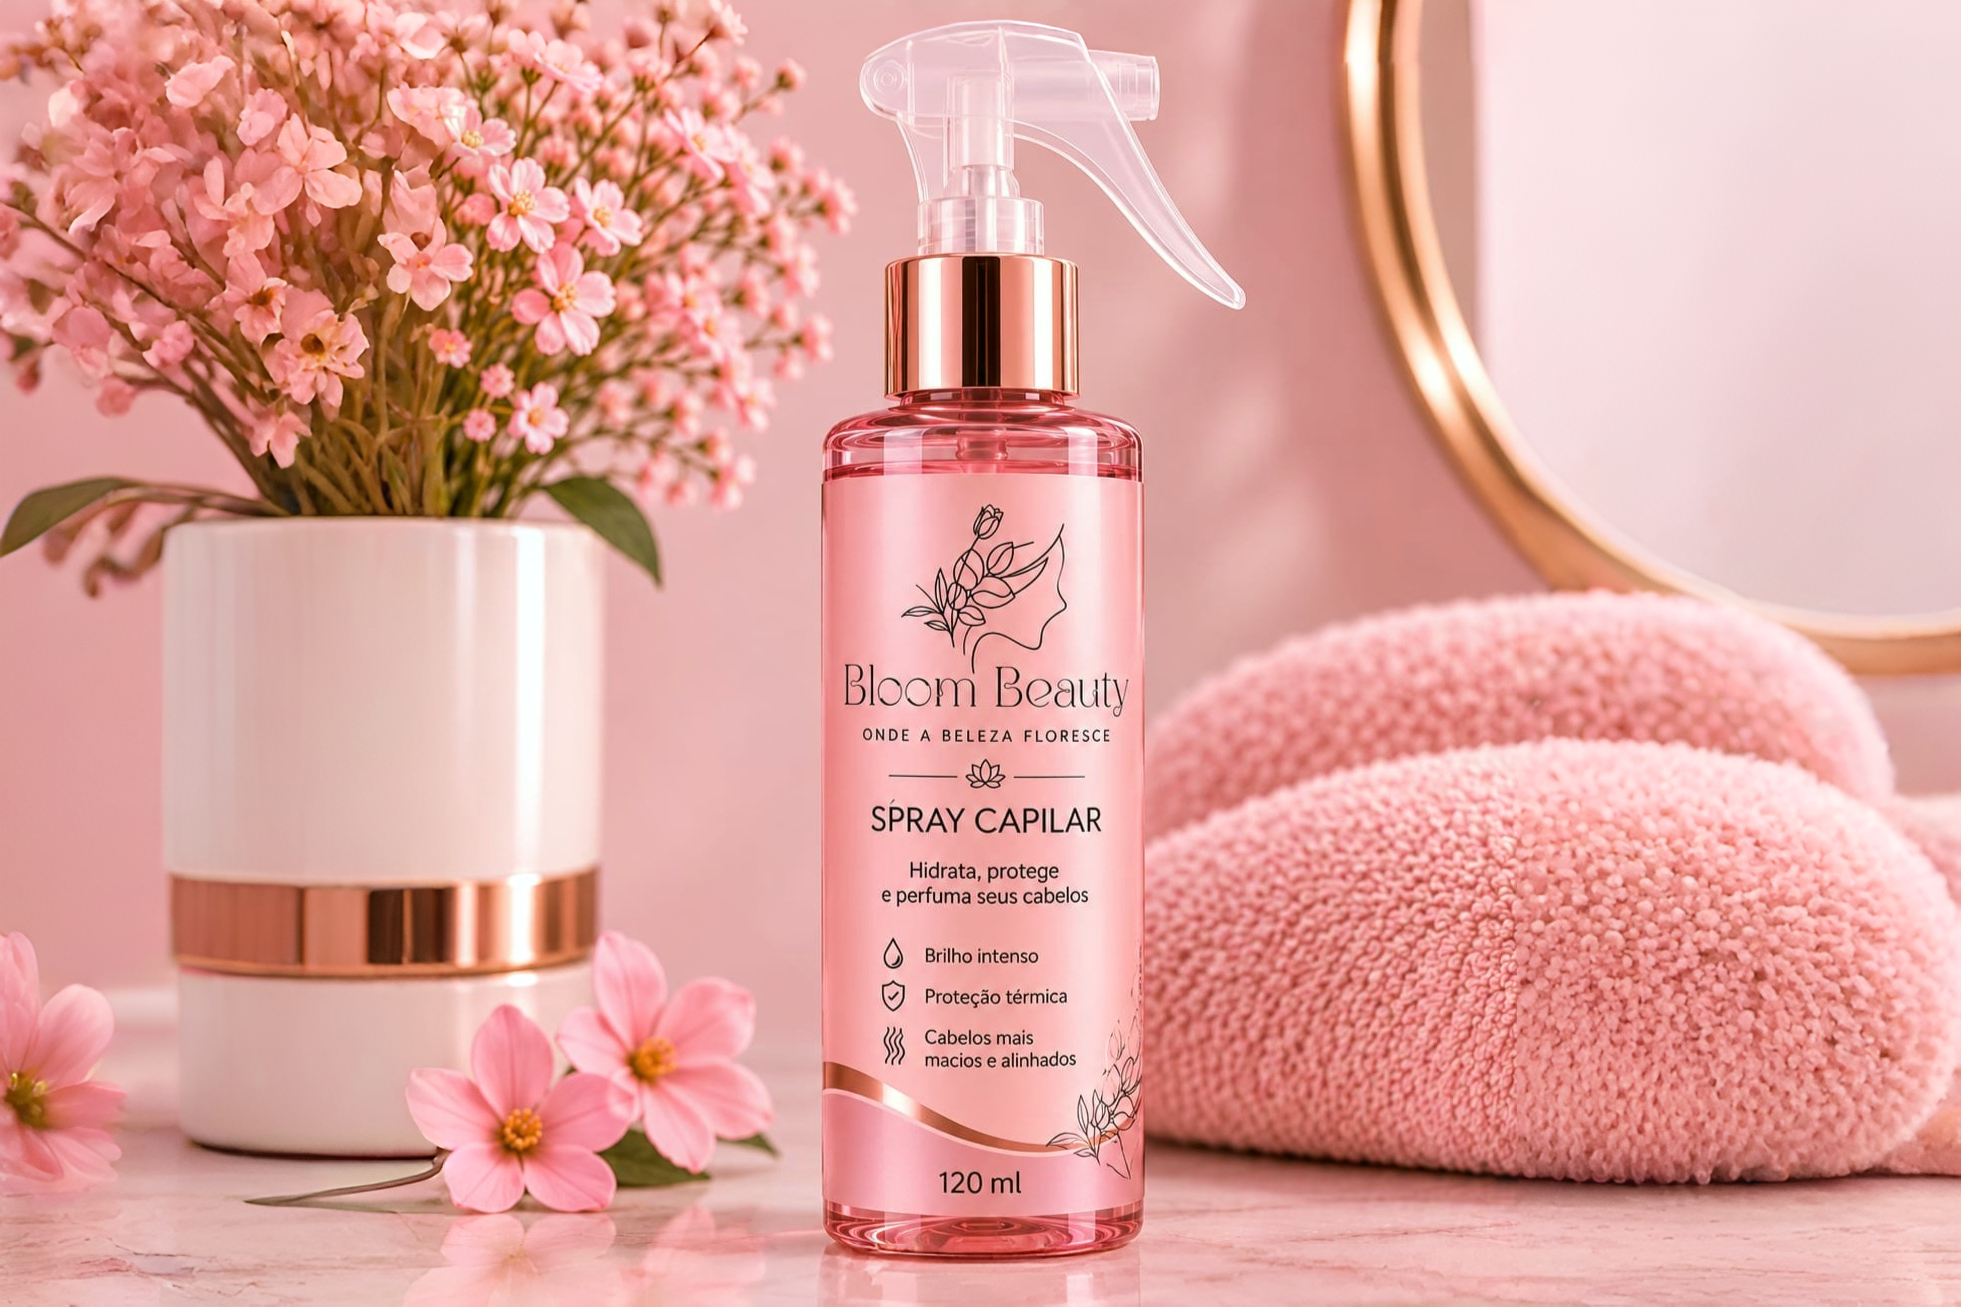 Bloom Beauty
ONDE A BELEZA FLORESCE
SPRAY CAPILAR
Hidrata, protege
e perfuma seus cabelos
Brilho intenso
Proteção térmica
Cabelos mais
macios e alinhados
120 ml